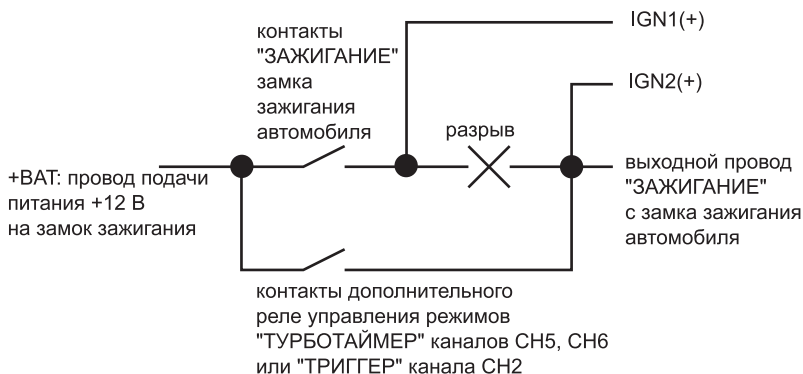 контакты
"ЗАЖИГАНИЕ"
замка
зажигания
автомобиля
IGN1(+)
IGN2(+)
разрыв
+BAT: провод подачи
питания +12 В
на замок зажигания
выходной провод
"ЗАЖИГАНИЕ"
с замка зажигания
автомобиля
контакты дополнительного
реле управления режимов
"ТУРБОТАЙМЕР" каналов CH5, CH6
или "ТРИГГЕР" канала CH2